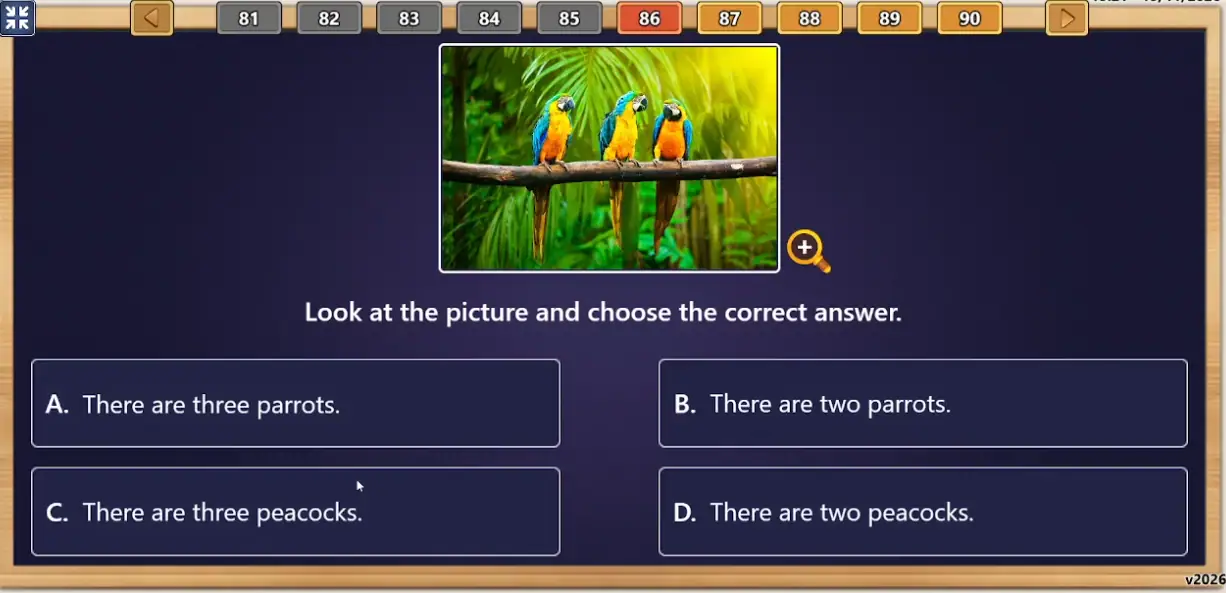 81 82 83 84 85 86 87 88 89 90
Look at the picture and choose the correct answer.
A. There are three parrots.
B. There are two parrots.
C. There are three peacocks.
D. There are two peacocks.
v2026